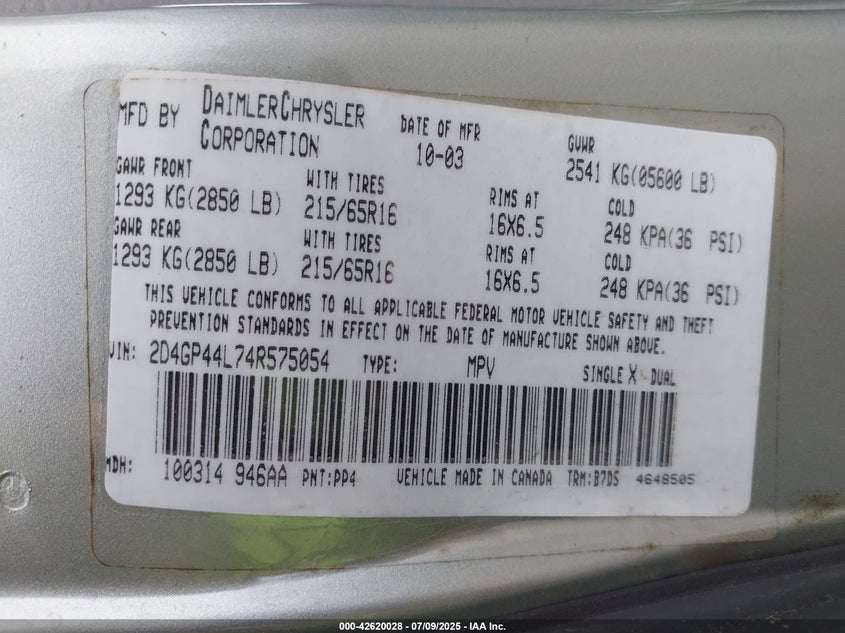 MFD BY DAIMLERCHRYSLER CORPORATION DATE OF MFR 10-03 GVWR 2541 KG(05600 LB)
GAWR FRONT WITH TIRES RIMS AT COLD
1293 KG(2850 LB) 215/65R16 16X6.5 248 KPA(36 PSI)
GAWR REAR WITH TIRES RIMS AT COLD
1293 KG(2850 LB) 215/65R16 16X6.5 248 KPA(36 PSI)
THIS VEHICLE CONFORMS TO ALL APPLICABLE FEDERAL MOTOR VEHICLE SAFETY AND THEFT
PREVENTION STANDARDS IN EFFECT ON THE DATE OF MANUFACTURE SHOWN ABOVE.
VIN: 2D4GP44L74R575054 TYPE: MPV SINGLE X DUAL
MDH: 100314 946AA PNT:PP4 VEHICLE MADE IN CANADA TRM:B7D5 4648505
000-42620028 - 07/09/2025 - IAA Inc.